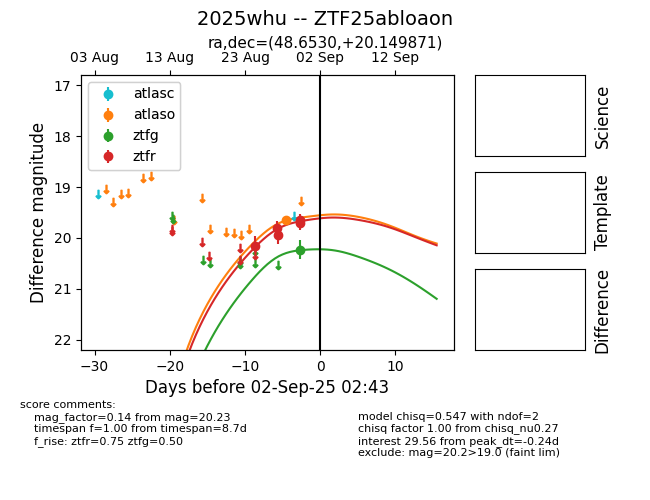 2025whu -- ZTF25abloaon
ra,dec=(48.6530,+20.149871)
03 Aug 13 Aug 23 Aug 02 Sep 12 Sep
17
18
19
20
21
22
Difference magnitude
atlasc
atlaso
ztfg
ztfr
−30 −20 −10 0 10
Days before 02-Sep-25 02:43
Science
Template
Difference
score comments:
mag_factor=0.14 from mag=20.23
timespan f=1.00 from timespan=8.7d
f_rise: ztfr=0.75 ztfg=0.50
model chisq=0.547 with ndof=2
chisq factor 1.00 from chisq_nu0.27
interest 29.56 from peak_dt=-0.24d
exclude: mag=20.2>19.0 (faint lim)